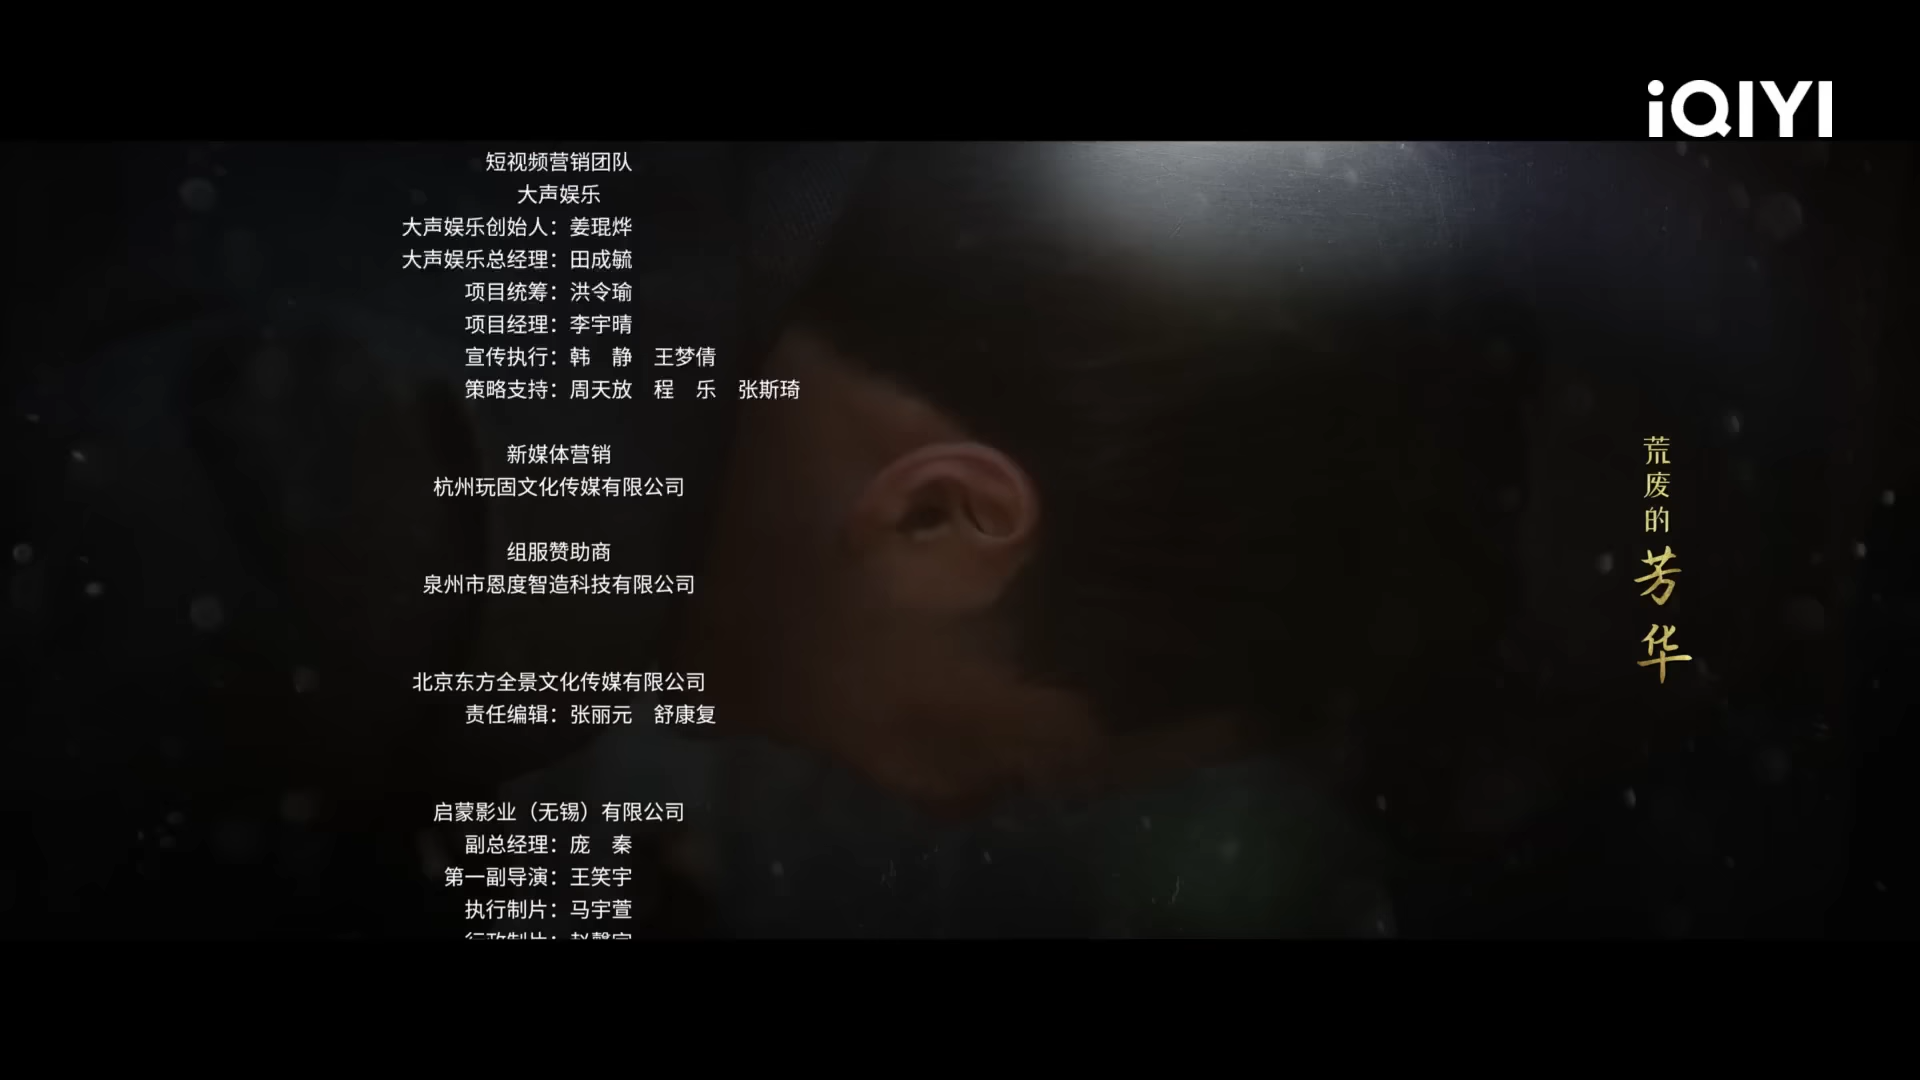 iQIYI
短视频营销团队
大声娱乐
大声娱乐创始人：姜琨烨
大声娱乐总经理：田成毓
项目统筹：洪令瑜
项目经理：李宇晴
宣传执行：韩　静　王梦倩
策略支持：周天放　程　乐　张斯琦
新媒体营销
杭州玩固文化传媒有限公司
组服赞助商
泉州市恩度智造科技有限公司
北京东方全景文化传媒有限公司
责任编辑：张丽元　舒康复
启蒙影业（无锡）有限公司
副总经理：庞　秦
第一副导演：王笑宇
执行制片：马宇萱
荒废的芳华